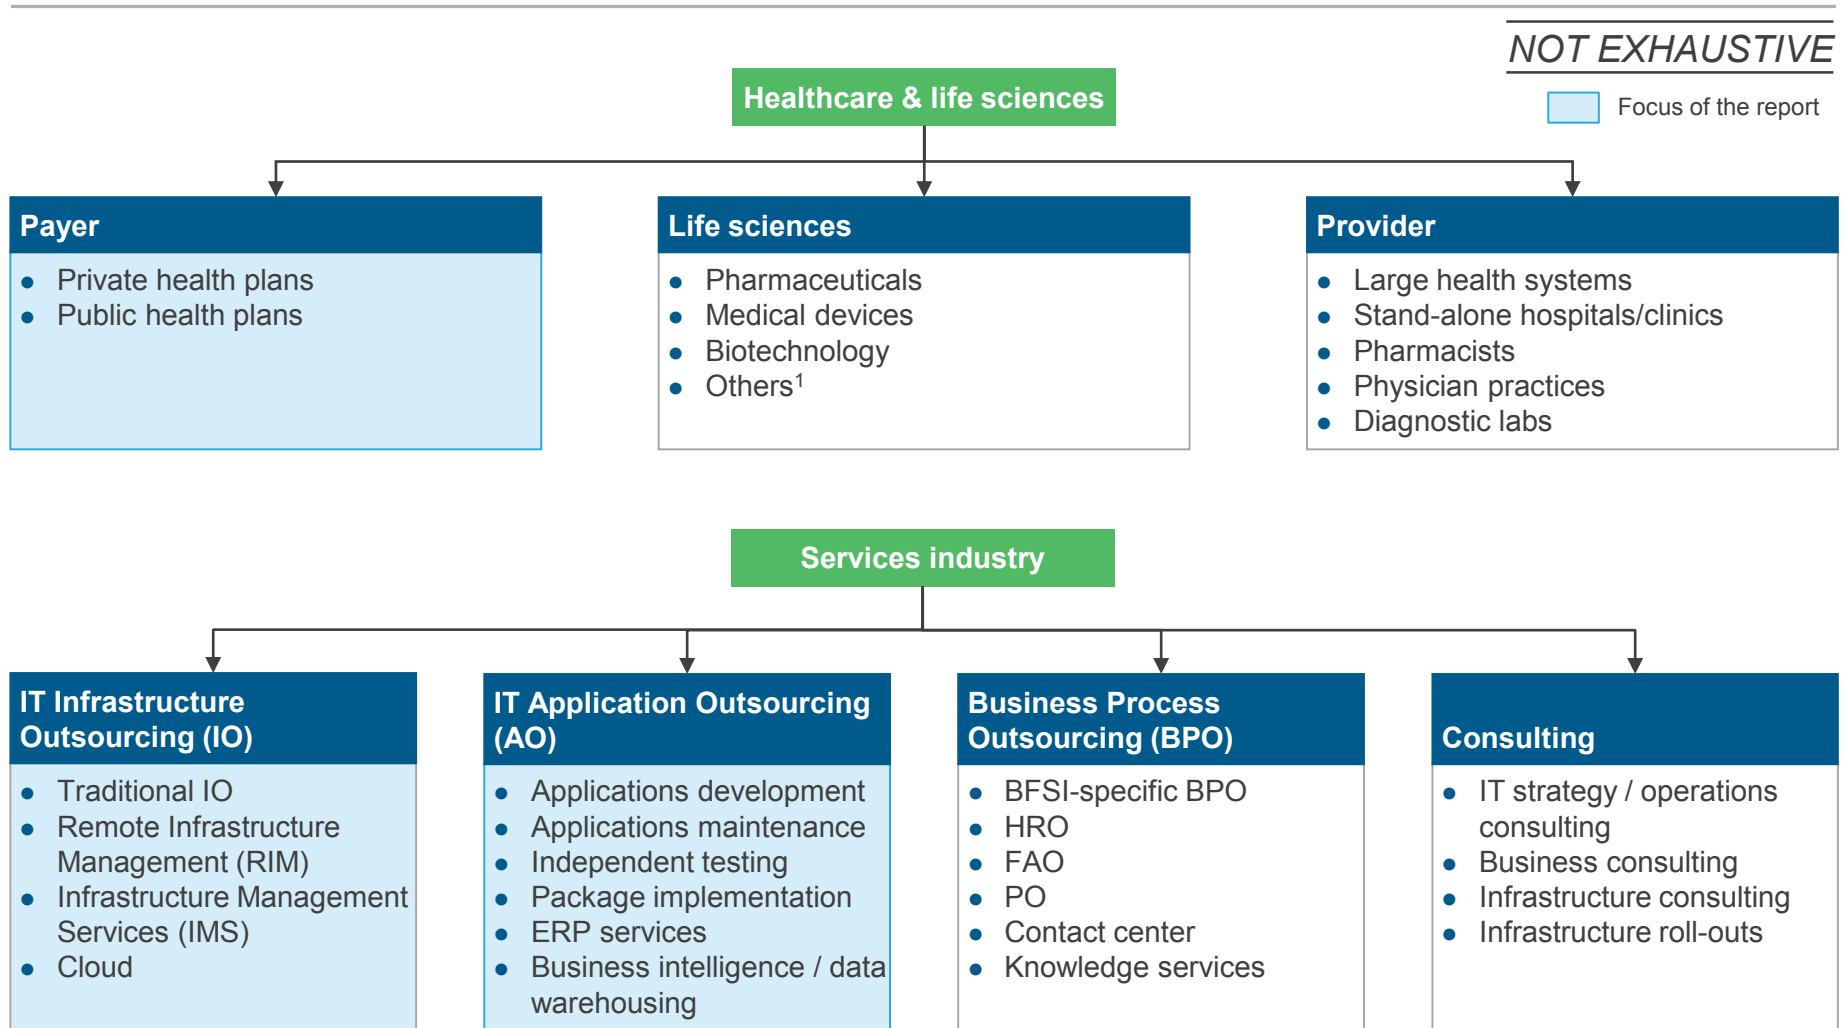 NOT EXHAUSTIVE
Focus of the report
Healthcare & life sciences
Payer
● Private health plans
● Public health plans
Life sciences
● Pharmaceuticals
● Medical devices
● Biotechnology
● Others¹
Provider
● Large health systems
● Stand-alone hospitals/clinics
● Pharmacists
● Physician practices
● Diagnostic labs
Services industry
IT Infrastructure
Outsourcing (IO)
● Traditional IO
● Remote Infrastructure
Management (RIM)
● Infrastructure Management
Services (IMS)
● Cloud
IT Application Outsourcing
(AO)
● Applications development
● Applications maintenance
● Independent testing
● Package implementation
● ERP services
● Business intelligence / data
warehousing
Business Process
Outsourcing (BPO)
● BFSI-specific BPO
● HRO
● FAO
● PO
● Contact center
● Knowledge services
Consulting
● IT strategy / operations
consulting
● Business consulting
● Infrastructure consulting
● Infrastructure roll-outs